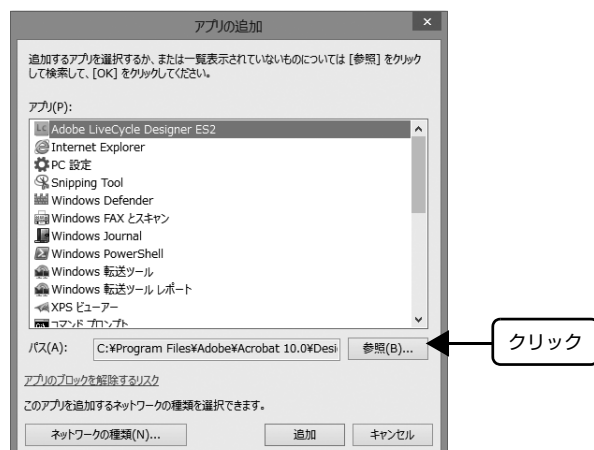 アプリの追加
追加するアプリを選択するか、または一覧表示されていないものについては [参照] をクリック
して検索して、[OK] をクリックしてください。
アプリ(P):
Adobe LiveCycle Designer ES2
Internet Explorer
PC 設定
Snipping Tool
Windows Defender
Windows FAX とスキャン
Windows Journal
Windows PowerShell
Windows 転送ツール
Windows 転送ツール レポート
XPS ビューアー
コマンド プロンプト
パス(A):
C:¥Program Files¥Adobe¥Acrobat 10.0¥Desi
参照(B)...
クリック
アプリのブロックを解除するリスク
このアプリを追加するネットワークの種類を選択できます。
ネットワークの種類(N)...
追加
キャンセル